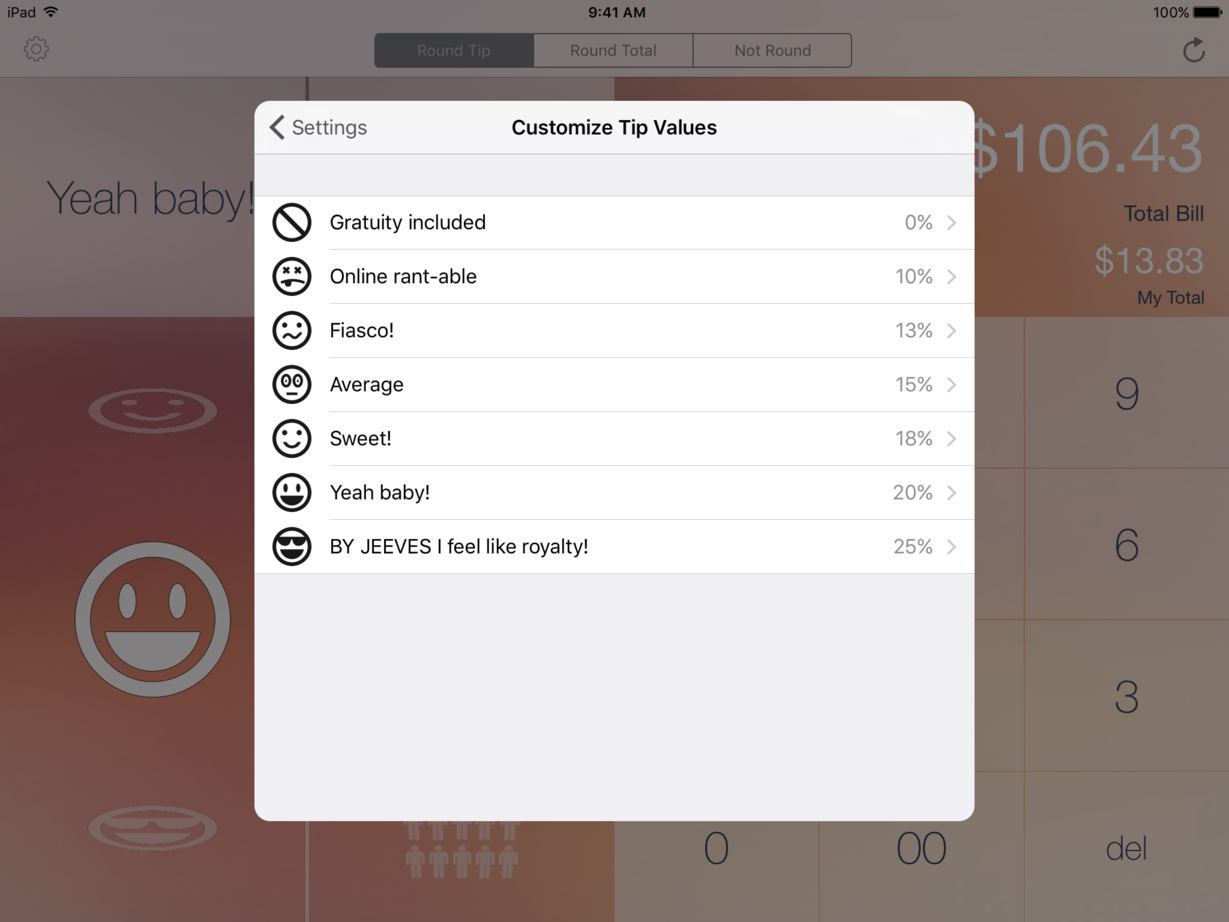 iPad 9:41 AM 100%
Round Tip Round Total Not Round
Settings Customize Tip Values
Yeah baby!
$106.43
Total Bill
$13.83
My Total
Gratuity included 0%
Online rant-able 10%
Fiasco! 13%
Average 15%
Sweet! 18%
Yeah baby! 20%
BY JEEVES I feel like royalty! 25%
9
6
3
0 00 del